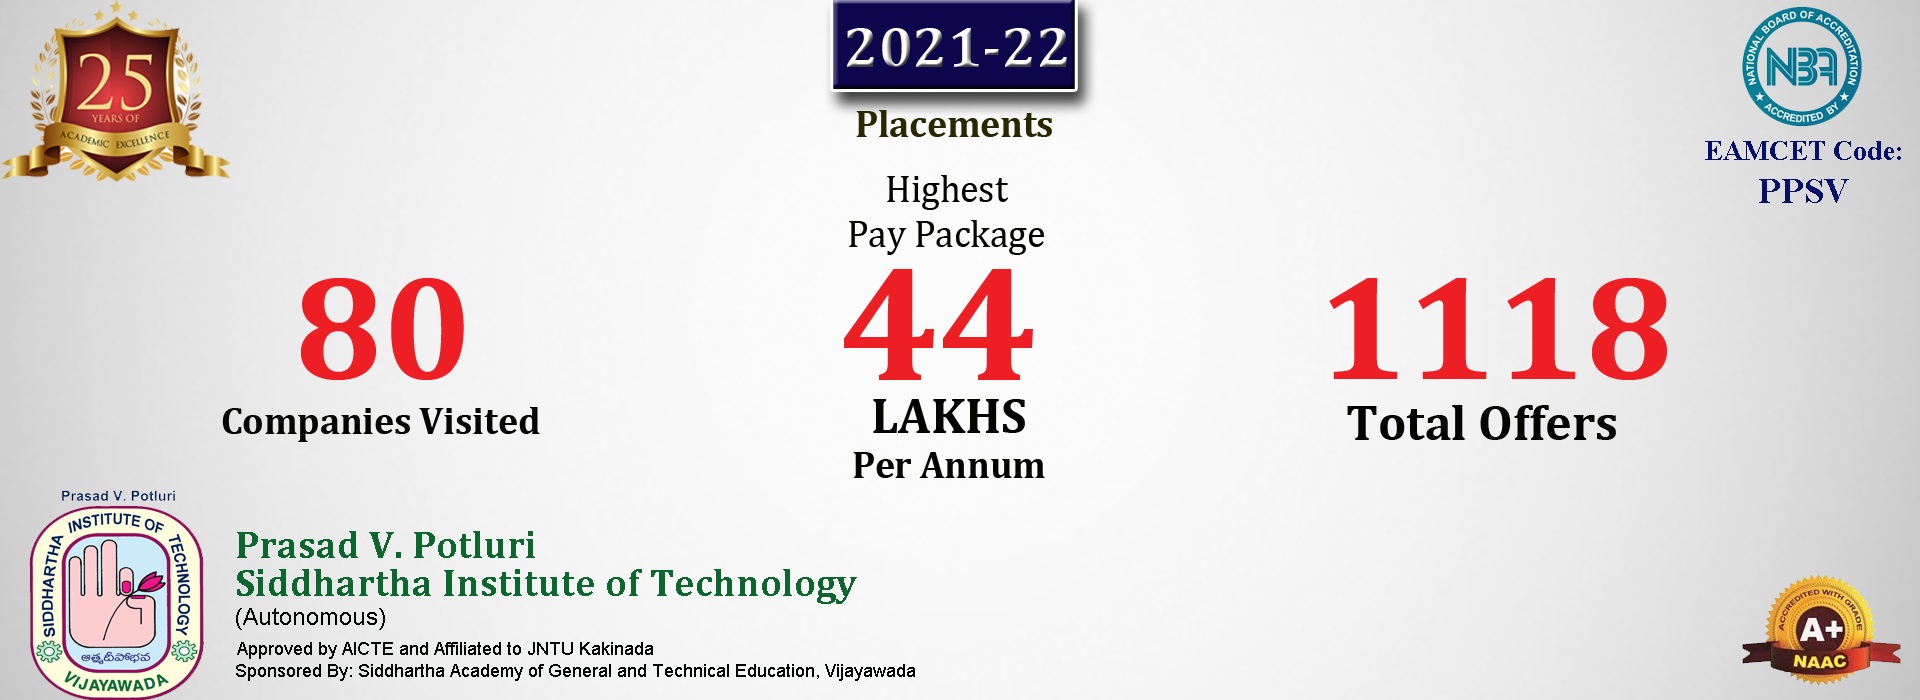 25
YEARS OF
ACADEMIC EXCELLENCE
2021-22
Placements
NATIONAL BOARD OF ACCREDITATION
NBA
ACCREDITED BY
EAMCET Code:
PPSV
Highest
Pay Package
80
Companies Visited
44
LAKHS
Per Annum
1118
Total Offers
Prasad V. Potluri
SIDDHARTHA INSTITUTE OF TECHNOLOGY
ఆత్మదీపోభవ
VIJAYAWADA
Prasad V. Potluri
Siddhartha Institute of Technology
(Autonomous)
Approved by AICTE and Affiliated to JNTU Kakinada
Sponsored By: Siddhartha Academy of General and Technical Education, Vijayawada
ACCREDITED WITH GRADE
A+
NAAC